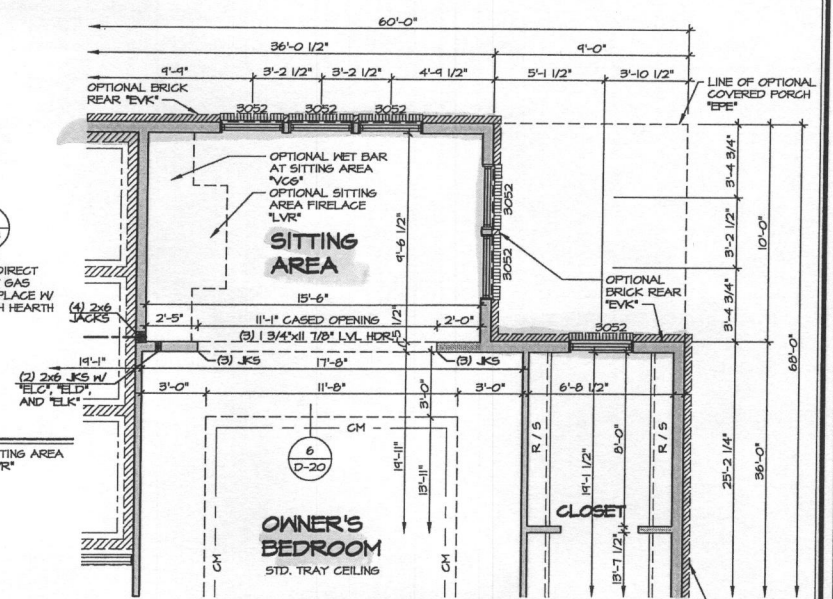 60'-0"
36'-0 1/2"
9'-0"
9'-9"
3'-2 1/2"
3'-2 1/2"
4'-9 1/2"
5'-1 1/2"
3'-10 1/2"
OPTIONAL BRICK
REAR "EVK"
3052
3052
3052
LINE OF OPTIONAL
COVERED PORCH
"EPE"
OPTIONAL WET BAR
AT SITTING AREA
"VCG"
OPTIONAL SITTING
AREA FIRELACE
"LVR"
SITTING
AREA
9'-6 1/2"
3052
3052
3'-4 3/4"
3'-2 1/2"
3'-4 3/4"
10'-0"
68'-0"
OPTIONAL
BRICK REAR
"EVK"
DIRECT
GAS
PLACE W/
H HEARTH
(4) 2x6
JACKS
15'-6"
2'-5"
11'-1" CASED OPENING
2'-0"
(3) 1 3/4"x11 7/8" LVL HDR
5 1/2"
3052
(3) JKS
(3) JKS
19'-1"
17'-8"
(2) 2x6 JKS W/
"ELC", "ELD",
AND "ELK"
3'-0"
11'-8"
3'-0"
6'-8 1/2"
3'-0"
CM
6
D-20
R / S
R / S
8'-0"
19'-11"
13'-11"
19'-1 1/2"
25'-2 1/4"
36'-0"
TING AREA
VR"
CLOSET
OWNER'S
BEDROOM
STD. TRAY CEILING
CM
CM
13'-7 1/2"